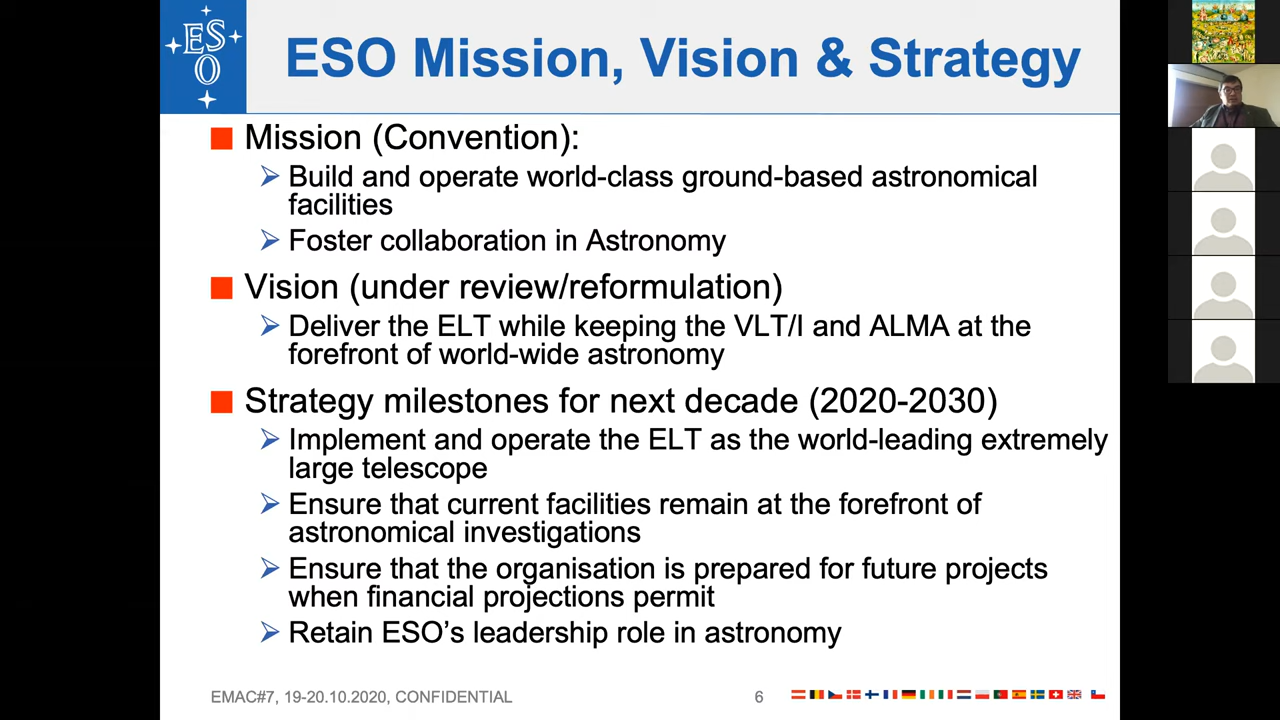 ESO
ESO Mission, Vision & Strategy
Mission (Convention):
Build and operate world-class ground-based astronomical
facilities
Foster collaboration in Astronomy
Vision (under review/reformulation)
Deliver the ELT while keeping the VLT/I and ALMA at the
forefront of world-wide astronomy
Strategy milestones for next decade (2020-2030)
Implement and operate the ELT as the world-leading extremely
large telescope
Ensure that current facilities remain at the forefront of
astronomical investigations
Ensure that the organisation is prepared for future projects
when financial projections permit
Retain ESO’s leadership role in astronomy
EMAC#7, 19-20.10.2020, CONFIDENTIAL
6